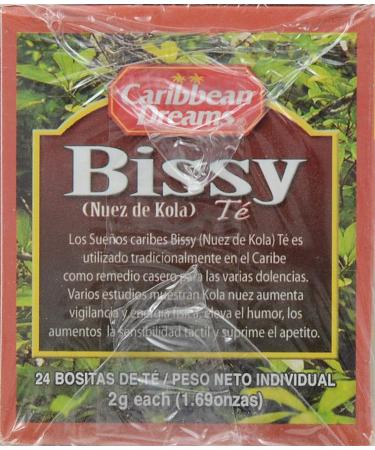 Caribbean
Dreams®
Bissy
(Nuez de Kola) Té
Los Sueños caribes Bissy (Nuez de Kola) Té es
utilizado tradicionalmente en el Caribe
como remedio casero para las varias dolencias.
Varios estudios muestran Kola nuez aumenta
vigilancia y energia fisica, eleva el humor, los
aumentos la sensibilidad táctil y suprime el apetito.
24 BOSITAS DE TÉ / PESO NETO INDIVIDUAL
2g each (1.69onzas)